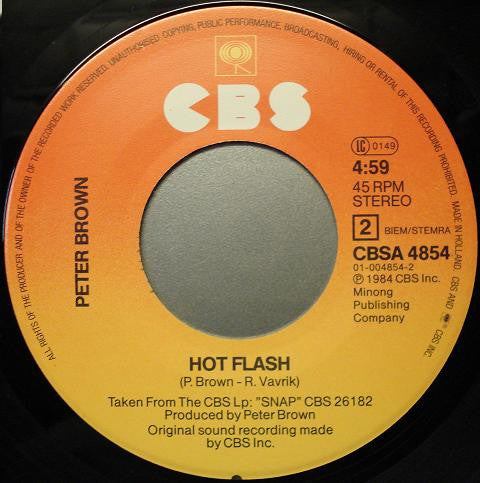 ALL RIGHTS OF THE PRODUCER AND OF THE OWNER OF THE RECORDED WORK RESERVED. UNAUTHORISED COPYING, PUBLIC PERFORMANCE, BROADCASTING, HIRING OR RENTAL OF THIS RECORDING PROHIBITED. MADE IN HOLLAND. CBS AND ® CBS INC.
CBS
PETER BROWN
LC 0149
4:59
45 RPM
STEREO
2 BIEM/STEMRA
CBSA 4854
01-004854-2
℗ 1984 CBS Inc.
Minong
Publishing
Company
HOT FLASH
(P. Brown - R. Vavrik)
Taken From The CBS Lp: "SNAP" CBS 26182
Produced by Peter Brown
Original sound recording made
by CBS Inc.